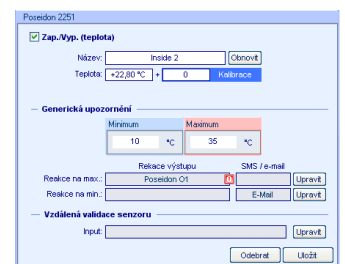 Poseidon 2251
Zap./Vyp. (teplota)
Název: Inside 2 Obnovit
Teplota: +22,80 °C + 0 Kalibrace
Generická upozornění
Minimum Maximum
10 °C 35 °C
Rekace výstupu SMS / e-mail
Reakce na max.: Poseidon O1 Upravit
Reakce na min.: E-Mail Upravit
Vzdálená validace senzoru
Input: Upravit
Odebrat Uložit